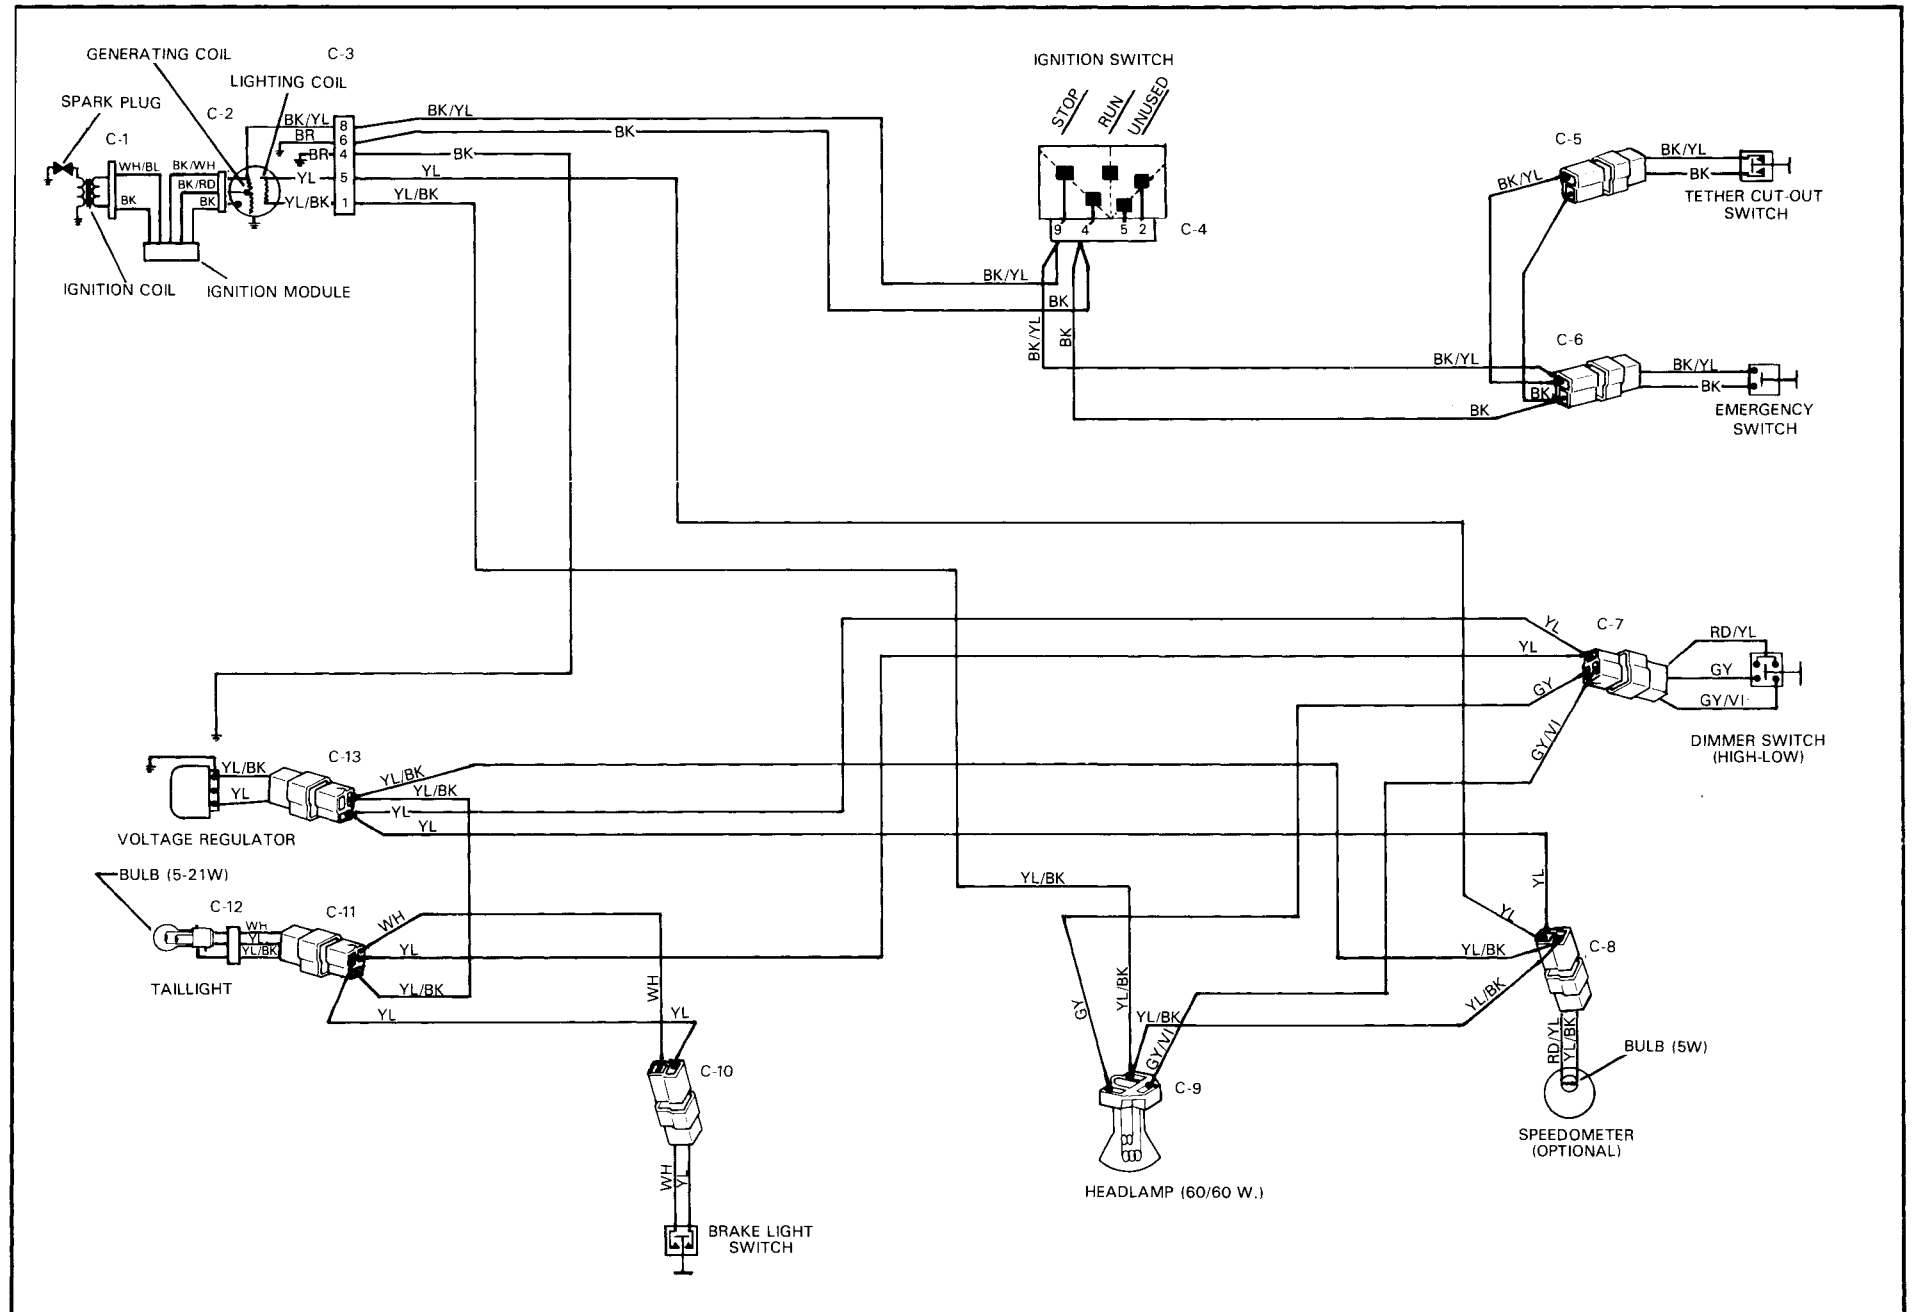 GENERATING COIL
C-3
LIGHTING COIL
SPARK PLUG
C-2
C-1
BK/YL
BR
BR
YL
YL/BK
8
6
4
5
1
BK/YL
BK
BK
YL
YL/BK
WH/BL
BK
BK/WH
BK/RD
BK
IGNITION COIL
IGNITION MODULE
IGNITION SWITCH
STOP
RUN
UNUSED
9 4 5 2
C-4
BK/YL
BK
BK/YL
BK
C-5
BK/YL
BK
BK/YL
TETHER CUT-OUT
SWITCH
C-6
BK/YL
BK/YL
BK
BK
BK
EMERGENCY
SWITCH
YL
YL
C-7
RD/YL
GY
GY/VI
GY
GY/VI
DIMMER SWITCH
(HIGH-LOW)
C-13
YL/BK
YL
YL/BK
YL/BK
YL
YL
VOLTAGE REGULATOR
BULB (5-21W)
C-12
C-11
WH
YL
YL/BK
WH
YL
YL/BK
YL
YL
TAILLIGHT
WH
C-10
WH
YL
BRAKE LIGHT
SWITCH
YL/BK
GY
YL/BK
YL/BK
GY/VI
C-9
HEADLAMP (60/60 W.)
YL
YL
YL/BK
YL/BK
C-8
RD/YL
YL/BK
BULB (5W)
SPEEDOMETER
(OPTIONAL)